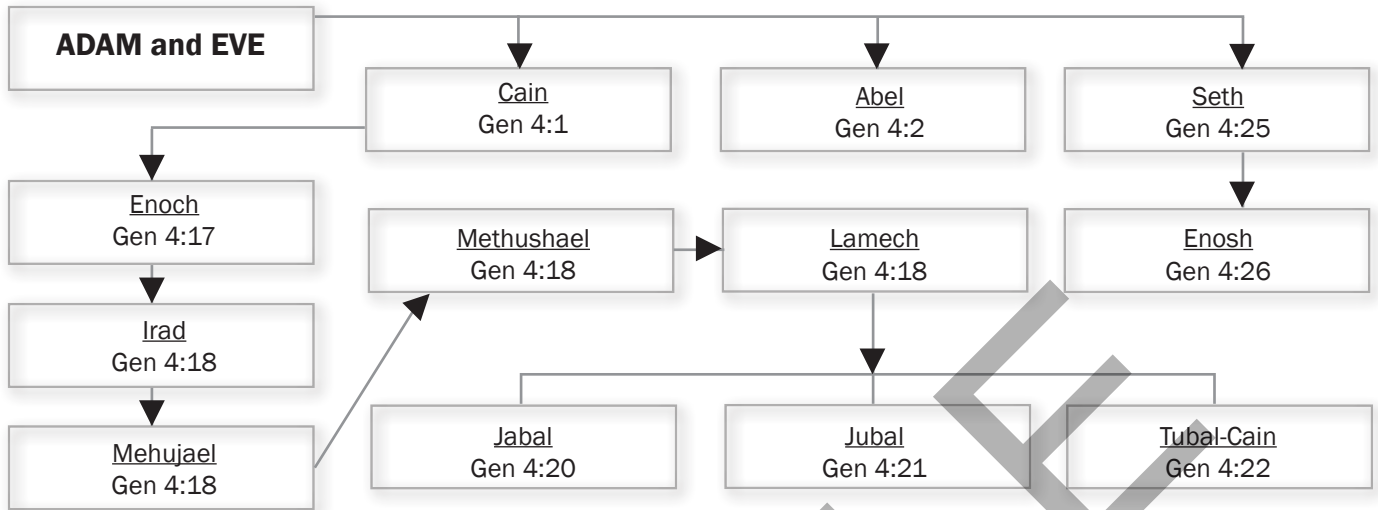 ADAM and EVE
Cain
Gen 4:1
Abel
Gen 4:2
Seth
Gen 4:25
Enoch
Gen 4:17
Methushael
Gen 4:18
Lamech
Gen 4:18
Enosh
Gen 4:26
Irad
Gen 4:18
Mehujael
Gen 4:18
Jabal
Gen 4:20
Jubal
Gen 4:21
Tubal-Cain
Gen 4:22